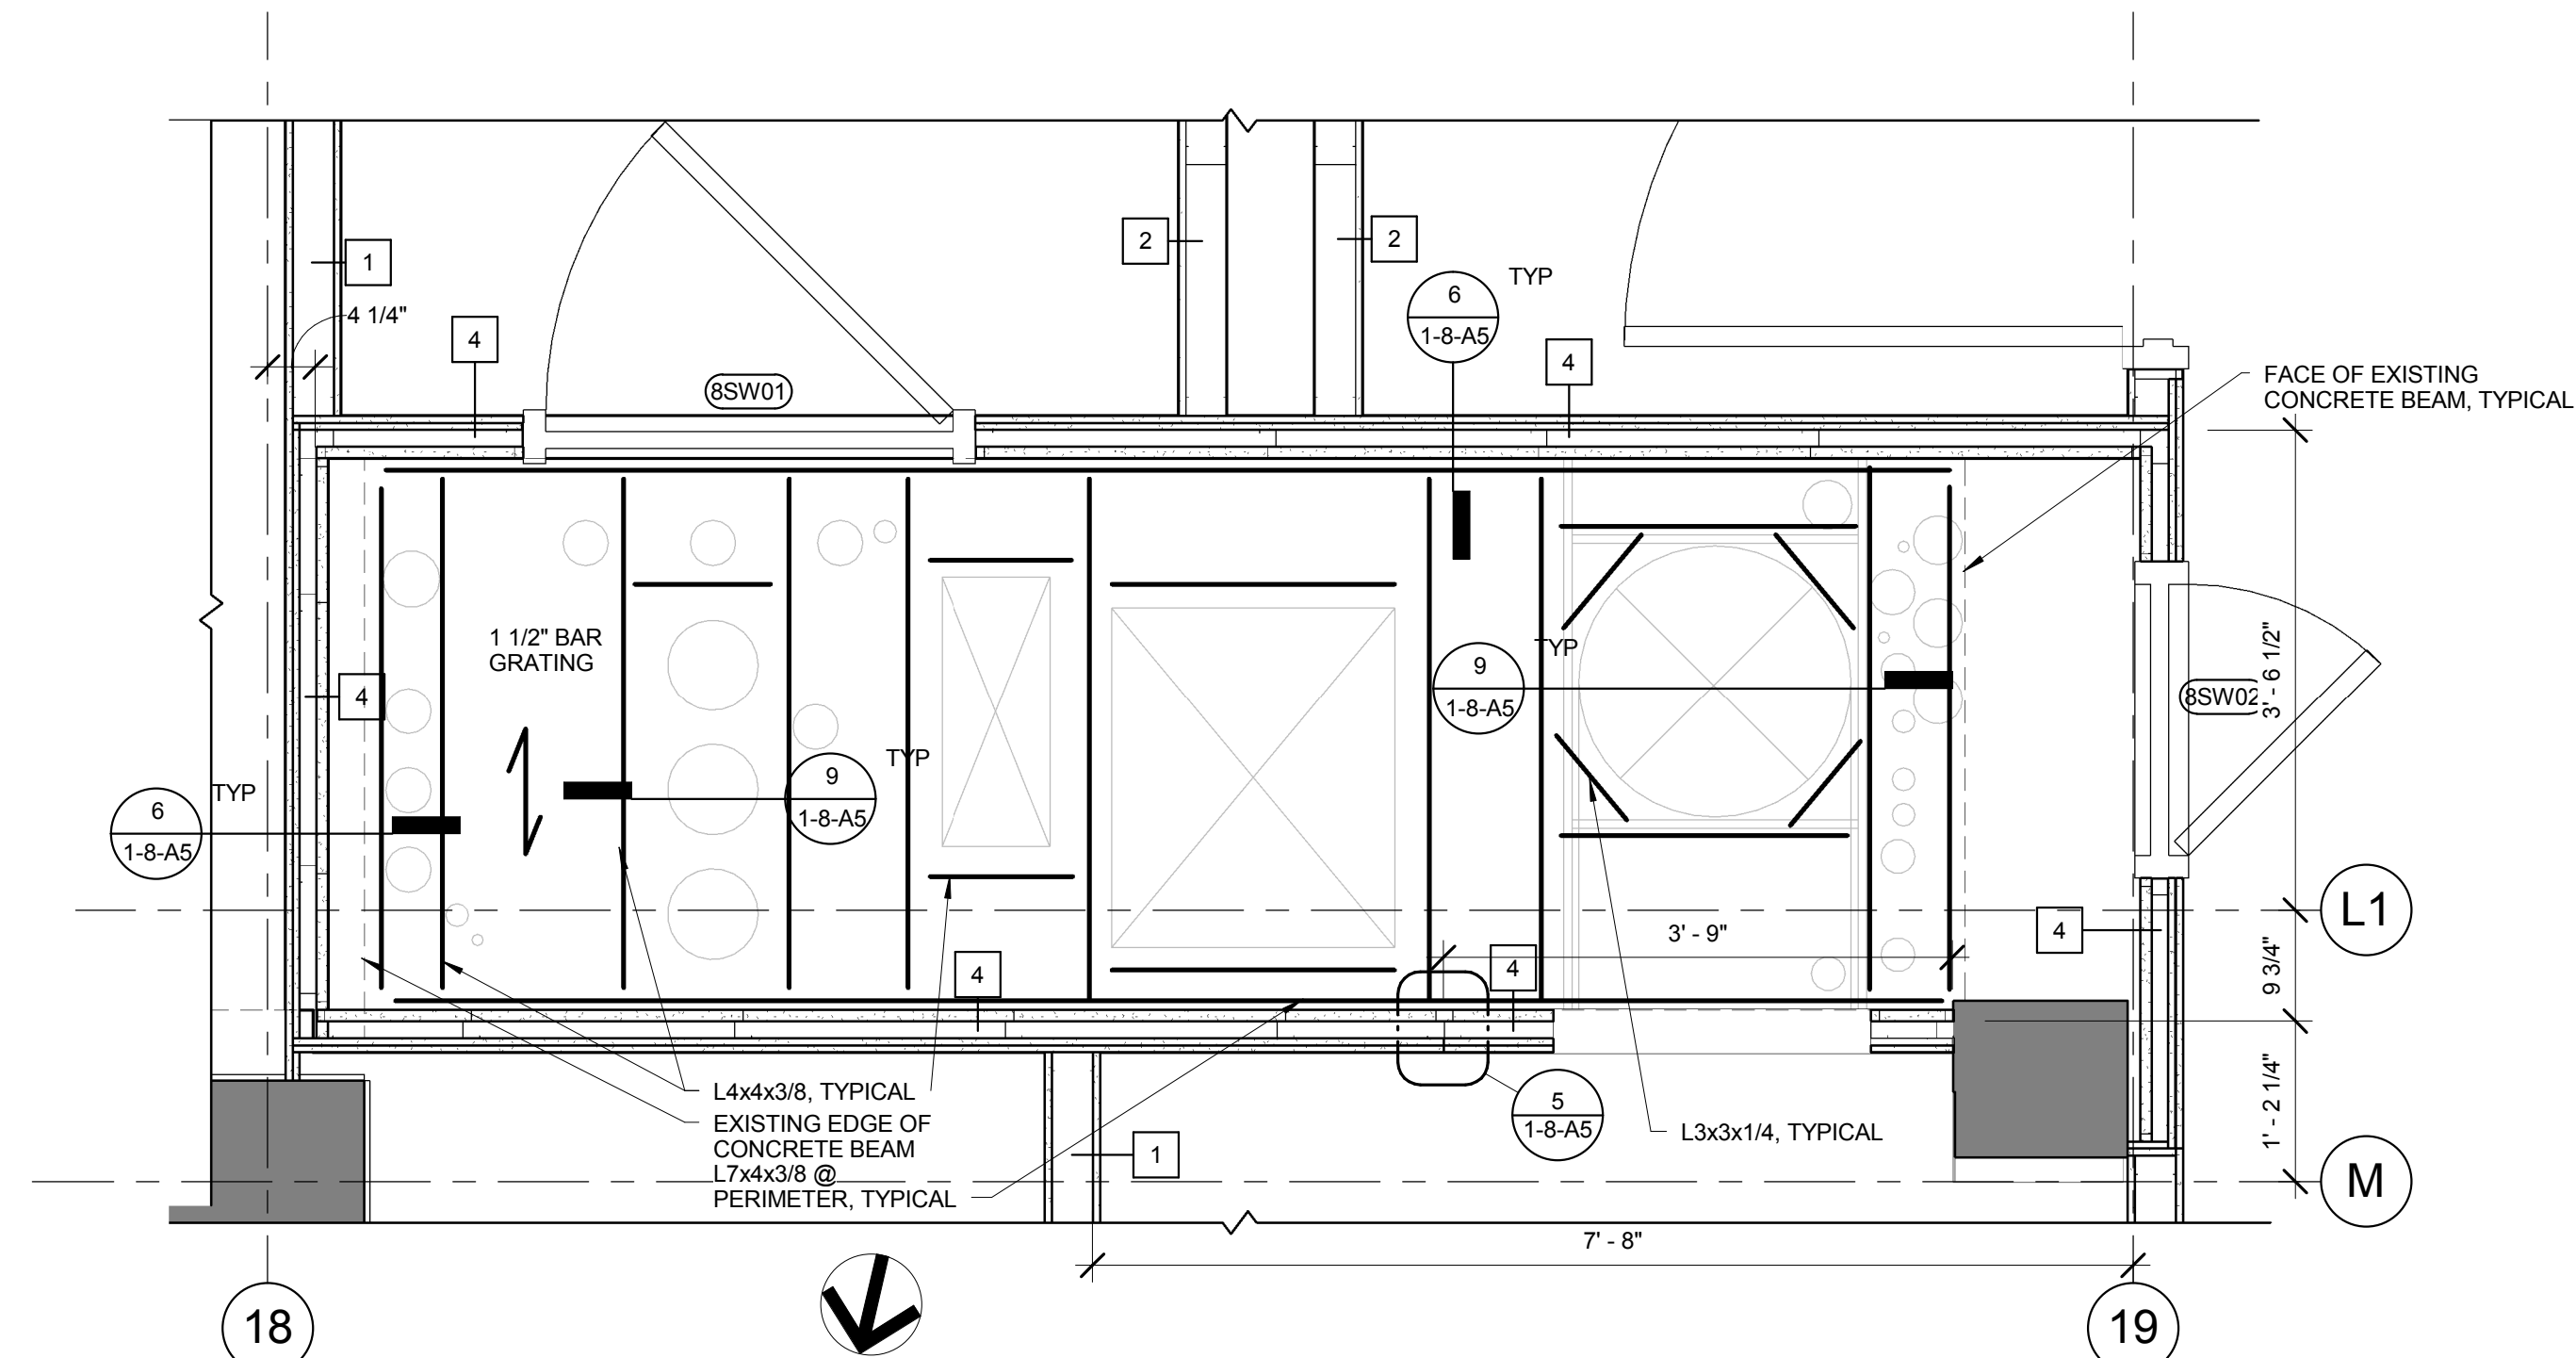 1
2
2
4 1/4"
4
6
1-8-A5
TYP
4
8SW01
FACE OF EXISTING
CONCRETE BEAM, TYPICAL
1 1/2" BAR
GRATING
4
9
1-8-A5
TYP
8SW02
3' - 6 1/2"
6
1-8-A5
TYP
9
1-8-A5
TYP
L1
3' - 9"
4
4
4
9 3/4"
L4x4x3/8, TYPICAL
EXISTING EDGE OF
CONCRETE BEAM
L7x4x3/8 @
PERIMETER, TYPICAL
1
5
1-8-A5
L3x3x1/4, TYPICAL
1' - 2 1/4"
M
7' - 8"
18
19